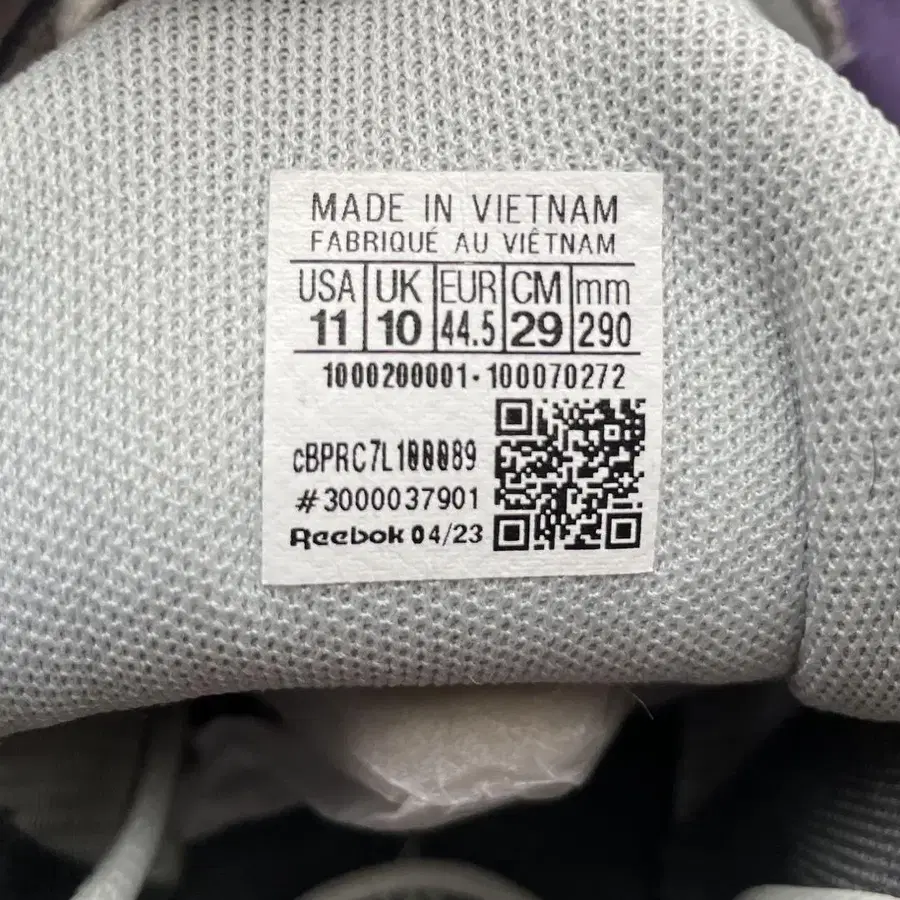 MADE IN VIETNAM
FABRIQUÉ AU VIÊTNAM
USA UK EUR CM mm
11 10 44.5 29 290
1000200001·100070272
cBPRC7L100089
#3000037901
Reebok 04/23